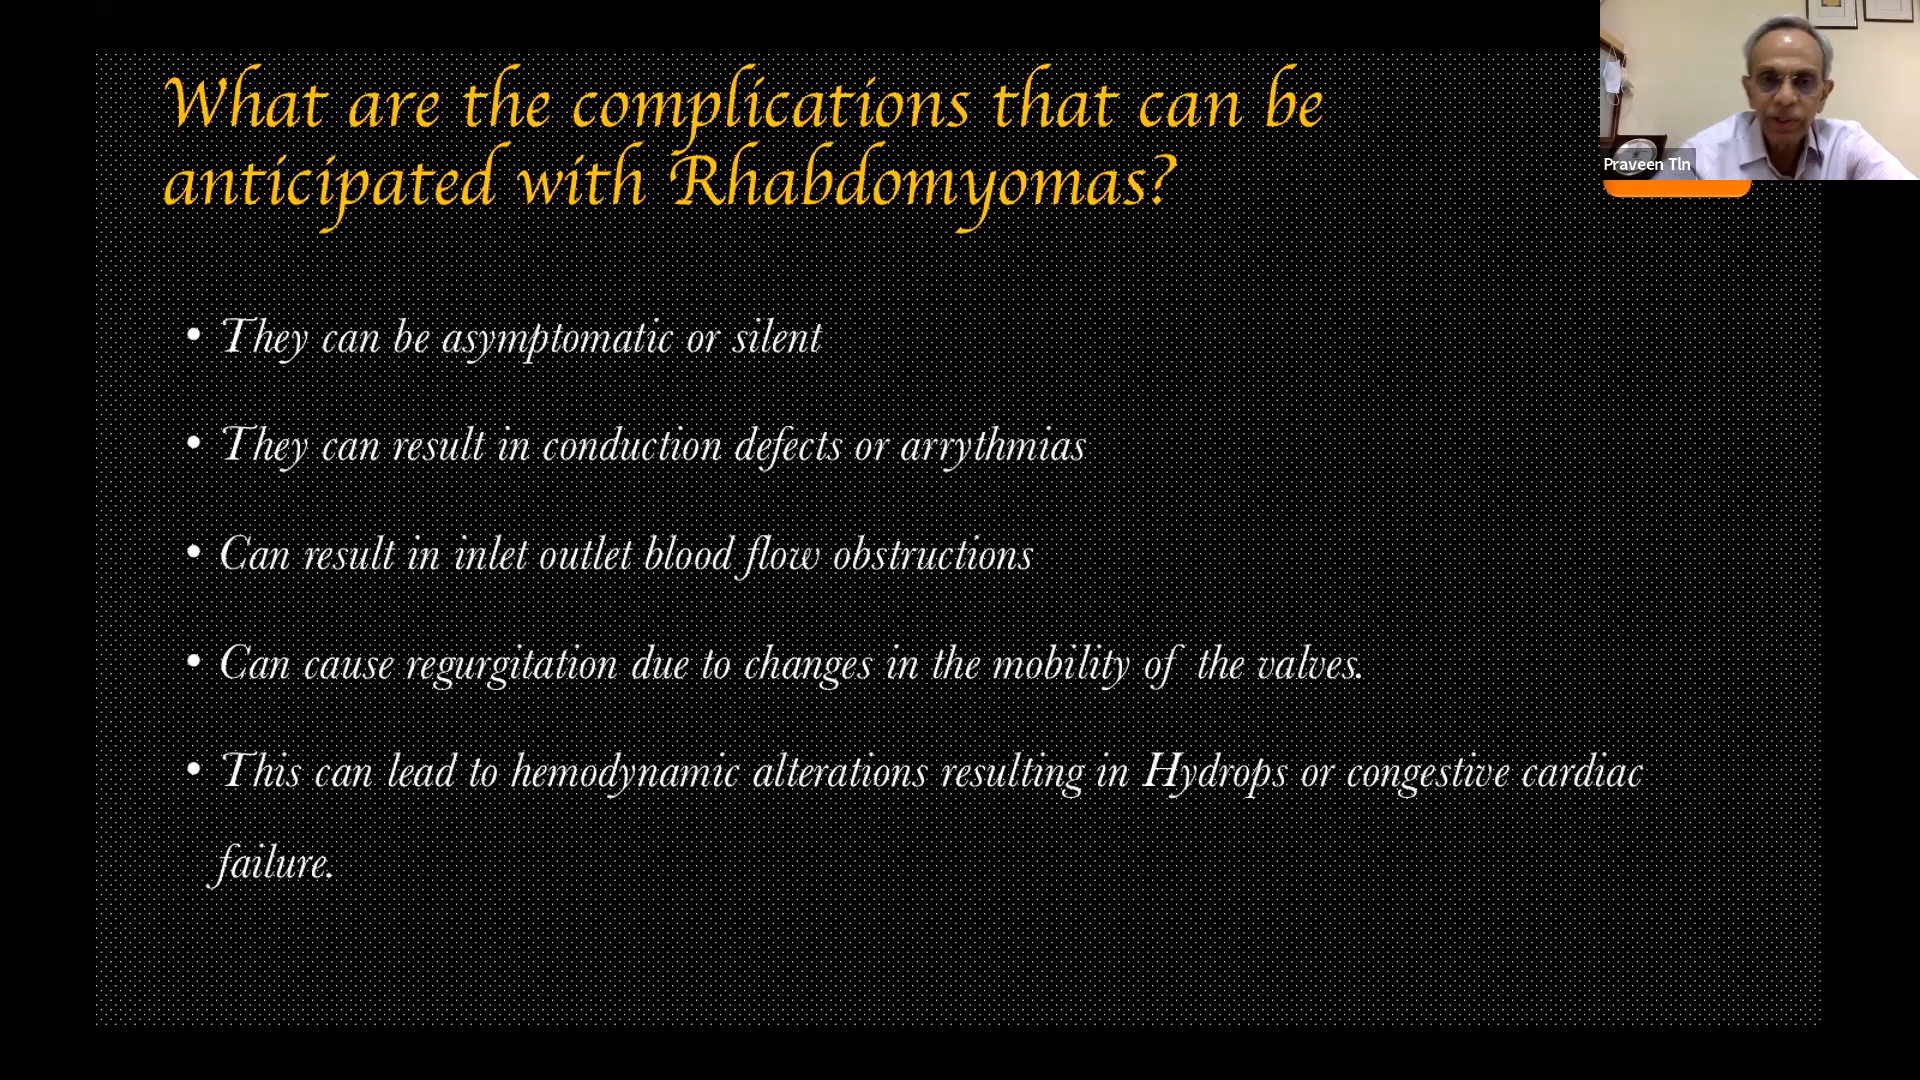 What are the complications that can be
anticipated with Rhabdomyomas?
Praveen Tln
• They can be asymptomatic or silent
• They can result in conduction defects or arrythmias
• Can result in inlet outlet blood flow obstructions
• Can cause regurgitation due to changes in the mobility of the valves.
• This can lead to hemodynamic alterations resulting in Hydrops or congestive cardiac
failure.